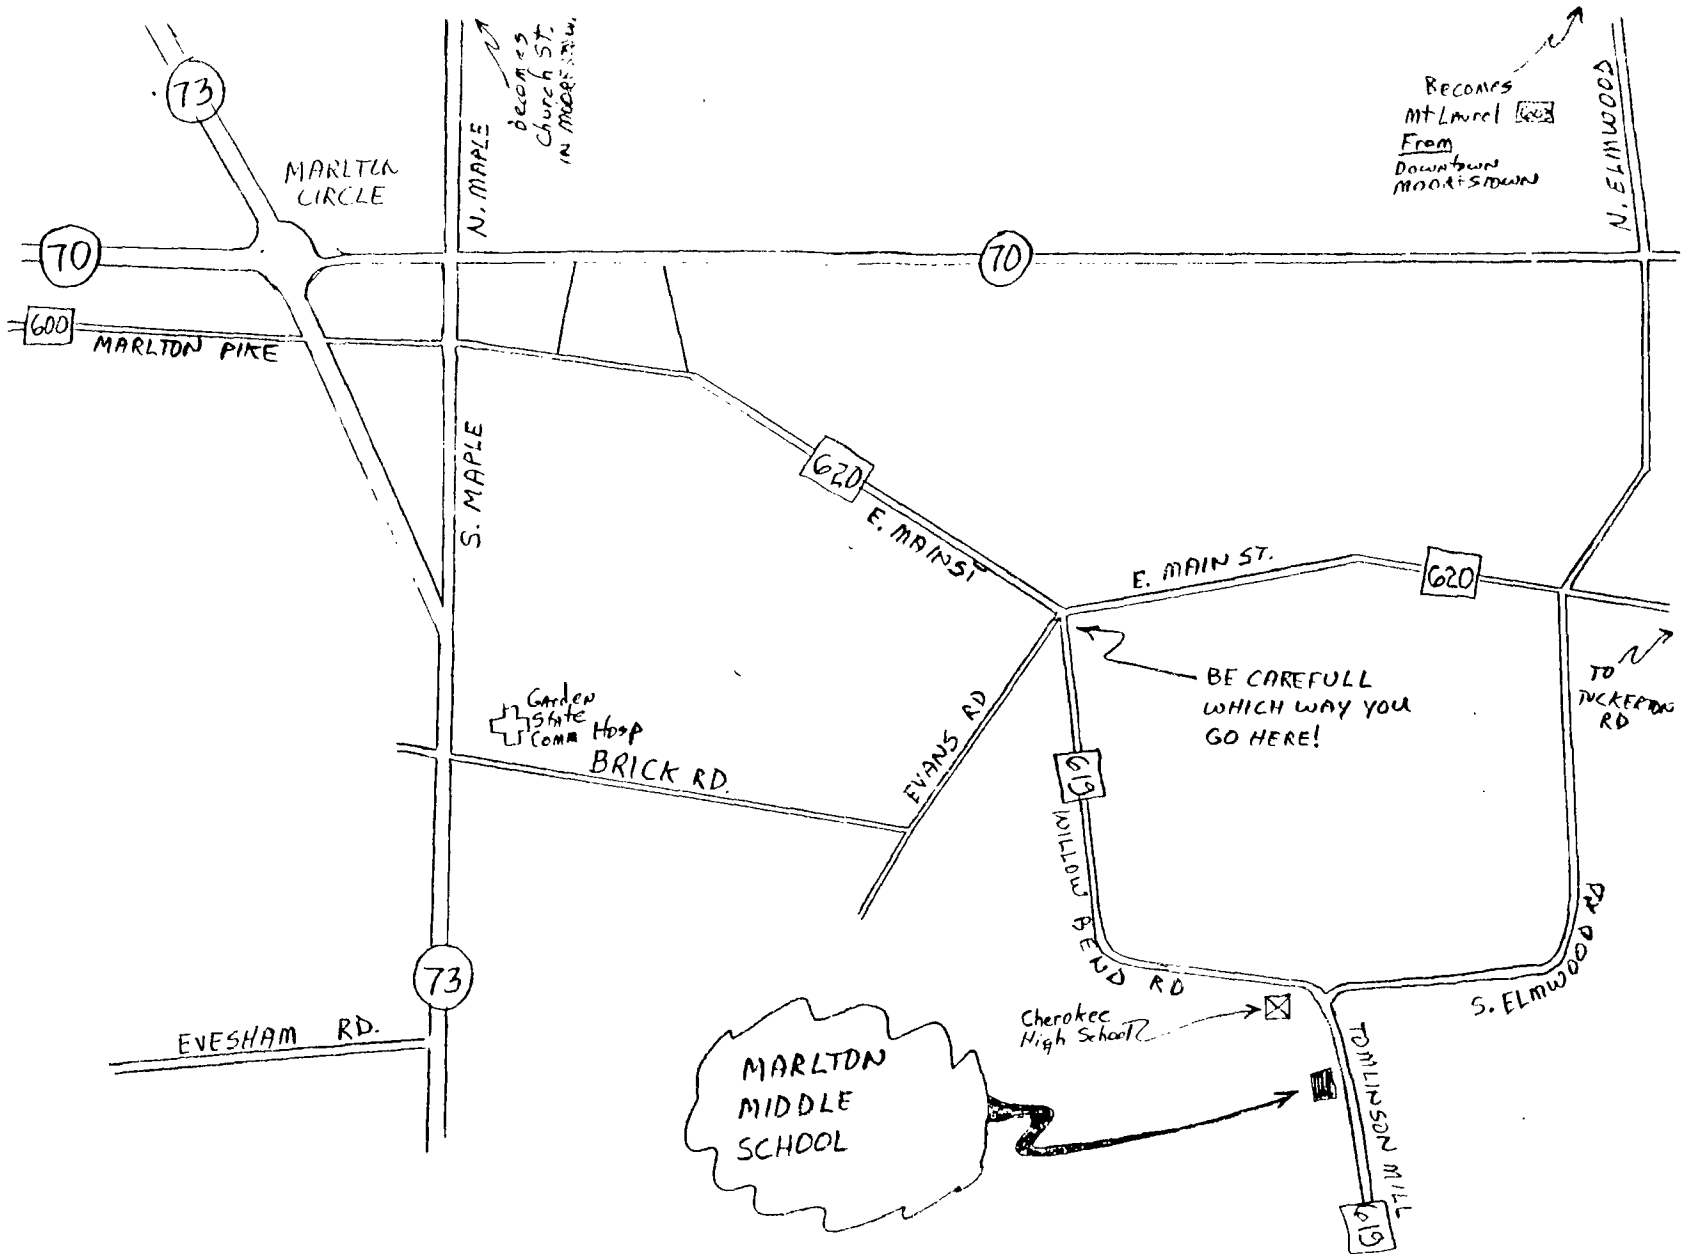 73
becomes
Church ST.
IN
N. MAPLE
BECOMES
Mt Laurel
From
DOWNTOWN
N. ELMWOOD
MARLTON
CIRCLE
70
70
600
MARLTON PIKE
S. MAPLE
620
E. MAIN ST
E. MAIN ST.
620
TO
TUCKERTON
RD
BE CAREFULL
WHICH WAY YOU
GO HERE!
Garden
State
Comm Hosp
BRICK RD.
EVANS RD
619
WILLOW BEND RD
S. ELMWOOD RD
73
EVESHAM RD.
Cherokee
High School
MARLTON
MIDDLE
SCHOOL
TOMLINSON MILL
619